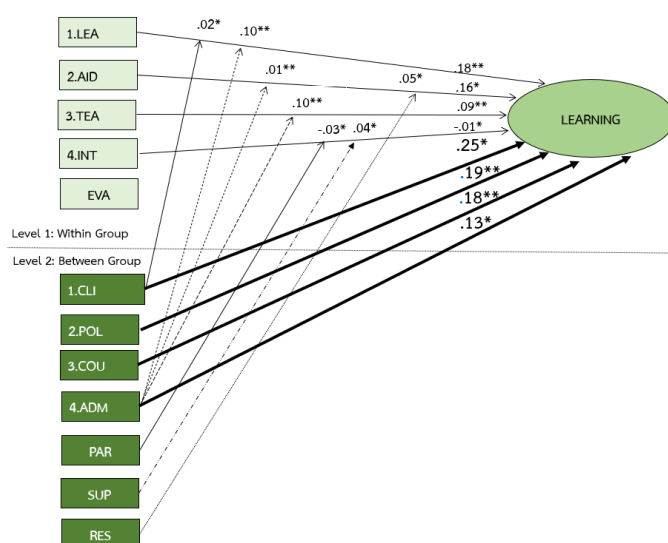 .02*
1.LEA
.10**
.01**
.05*
.18**
2.AID
.16*
3.TEA
.10**
.09**
LEARNING
4.INT
-.03*
.04*
-.01*
.25*
EVA
.19**
.18**
.13*
Level 1: Within Group
Level 2: Between Group
1.CLI
2.POL
3.COU
4.ADM
PAR
SUP
RES